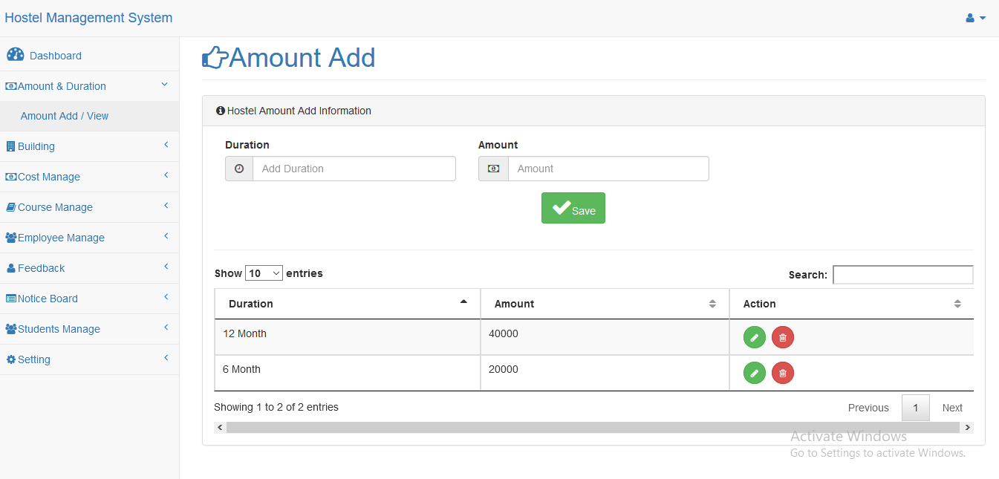 Hostel Management System
Dashboard
Amount & Duration
Amount Add / View
Building
Cost Manage
Course Manage
Employee Manage
Feedback
Notice Board
Students Manage
Setting
Amount Add
Hostel Amount Add Information
Duration Amount
Add Duration Amount
Save
Show 10 entries Search:
Duration Amount Action
12 Month 40000
6 Month 20000
Showing 1 to 2 of 2 entries Previous 1 Next
Activate Windows
Go to Settings to activate Windows.